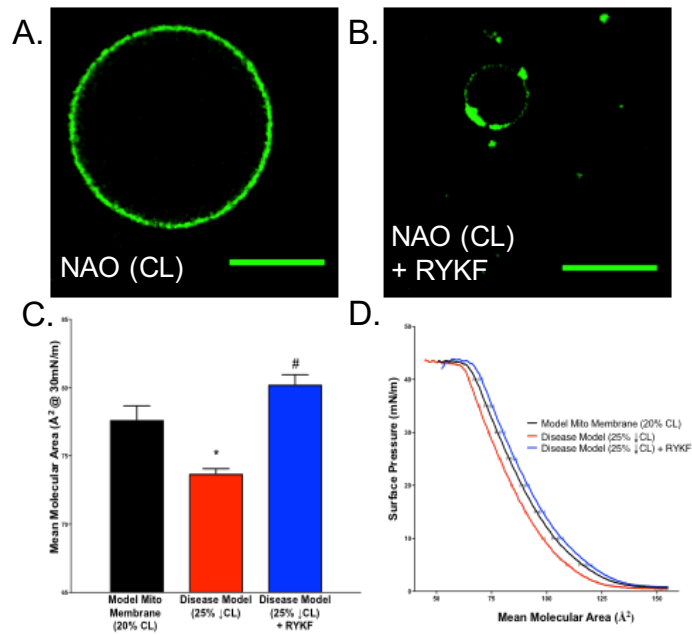 A.
B.
NAO (CL)
NAO (CL)
+ RYKF
C.
D.
Mean Molecular Area (Å² @ 30mN/m)
85
80
75
70
65
*
#
Model Mito
Membrane
(20% CL)
Disease Model
(25% ↓CL)
Disease Model
(25% ↓CL)
+ RYKF
Surface Pressure (mN/m)
50
40
30
20
10
0
50
75
100
125
150
Mean Molecular Area (Å²)
Model Mito Membrane (20% CL)
Disease Model (25% ↓CL)
Disease Model (25% ↓CL) + RYKF